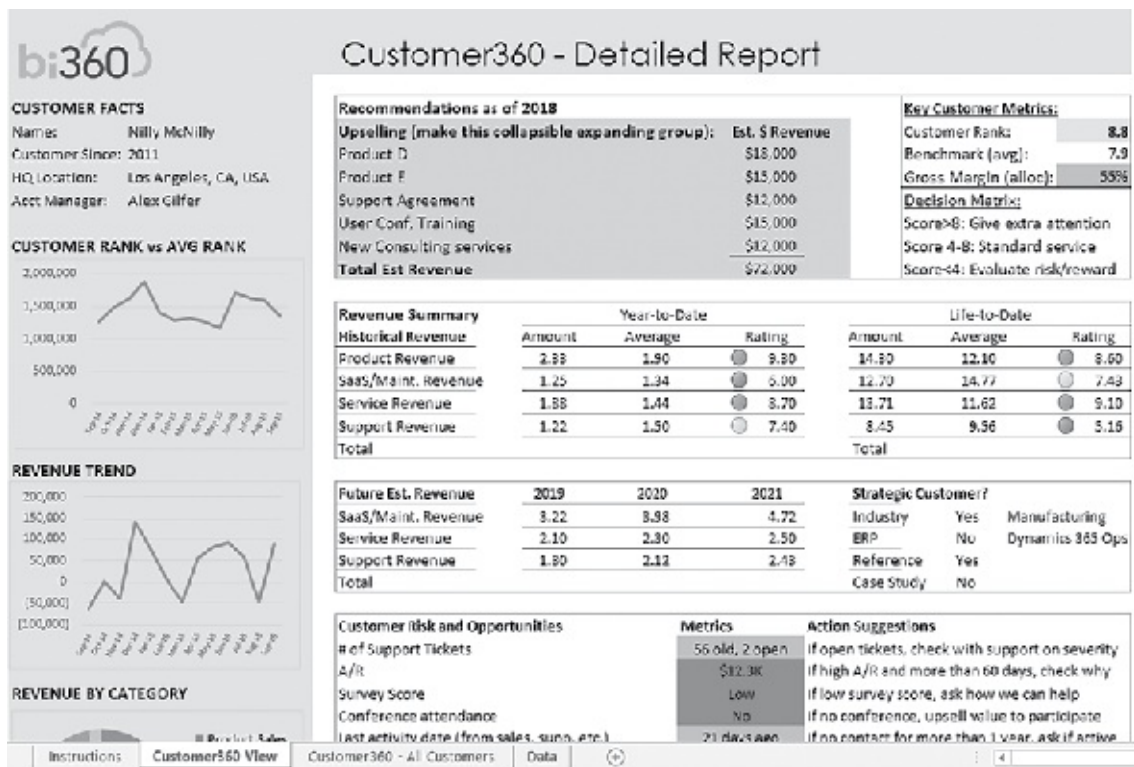 bi360
Customer360 - Detailed Report
CUSTOMER FACTS
Name: Nilly McNilly
Customer Since: 2011
HQ Location: Los Angeles, CA, USA
Acct Manager: Alex Gilfer
CUSTOMER RANK vs AVG RANK
2,000,000
1,500,000
1,000,000
500,000
0
REVENUE TREND
200,000
150,000
100,000
50,000
0
(50,000)
(100,000)
REVENUE BY CATEGORY
Product Sales
Recommendations as of 2018
Upselling (make this collapsible expanding group): Est. $ Revenue
Product D $18,000
Product E $15,000
Support Agreement $12,000
User Conf. Training $15,000
New Consulting services $12,000
Total Est Revenue $72,000
Key Customer Metrics:
Customer Rank: 8.8
Benchmark (avg): 7.9
Gross Margin (alloc): 55%
Decision Matrix:
Score>8: Give extra attention
Score 4-8: Standard service
Score<4: Evaluate risk/reward
Revenue Summary Year-to-Date Life-to-Date
Historical Revenue Amount Average Rating Amount Average Rating
Product Revenue 2.33 1.90 9.30 14.30 12.10 8.60
SaaS/Maint. Revenue 1.25 1.34 12.70 14.77 7.43
Service Revenue 1.44 8.70 13.71 11.62 9.10
Support Revenue 1.22 1.50 7.40 8.45 9.56
Total Total
Future Est. Revenue 2019 2020 2021
SaaS/Maint. Revenue 3.22 3.98 4.72
Service Revenue 2.10 2.30 2.50
Support Revenue 2.12 2.43
Total
Strategic Customer?
Industry Yes Manufacturing
ERP No Dynamics 365 Ops
Reference Yes
Case Study No
Customer Risk and Opportunities Metrics Action Suggestions
# of Support Tickets 56 old, 2 open If open tickets, check with support on severity
A/R $12.3K If high A/R and more than 60 days, check why
Survey Score Low If low survey score, ask how we can help
Conference attendance No If no conference, upsell value to participate
Last activity date (from sales, supp. etc.) 21 days ago If no contact for more than 1 year, ask if active
Instructions Customer360 View Customer360 - All Customers Data